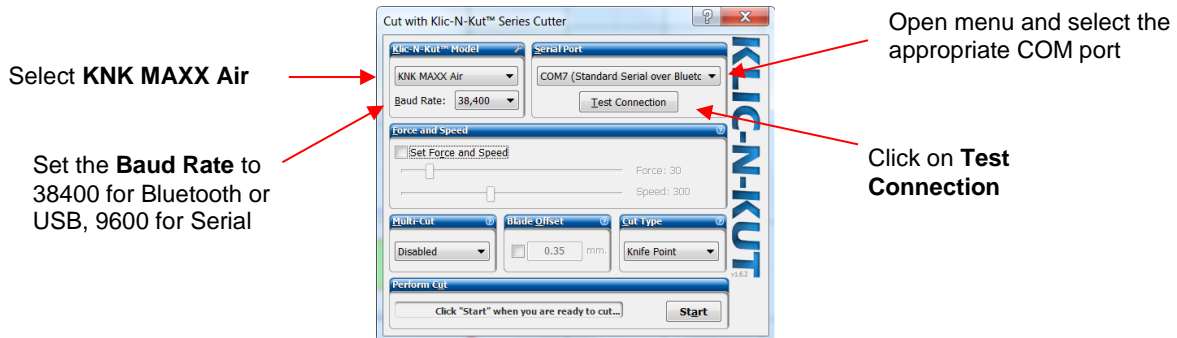 Select KNK MAXX Air
Set the Baud Rate to
38400 for Bluetooth or
USB, 9600 for Serial
Cut with Klic-N-Kut™ Series Cutter
Klic-N-Kut™ Model
KNK MAXX Air
Baud Rate: 38,400
Serial Port
COM7 (Standard Serial over Bluetc
Test Connection
Force and Speed
Set Force and Speed
Force: 30
Speed: 300
Multi-Cut
Disabled
Blade Offset
0.35 mm.
Cut Type
Knife Point
Perform Cut
Click "Start" when you are ready to cut...
Start
KLIC-N-KUT
v1.6.2
Open menu and select the
appropriate COM port
Click on Test
Connection